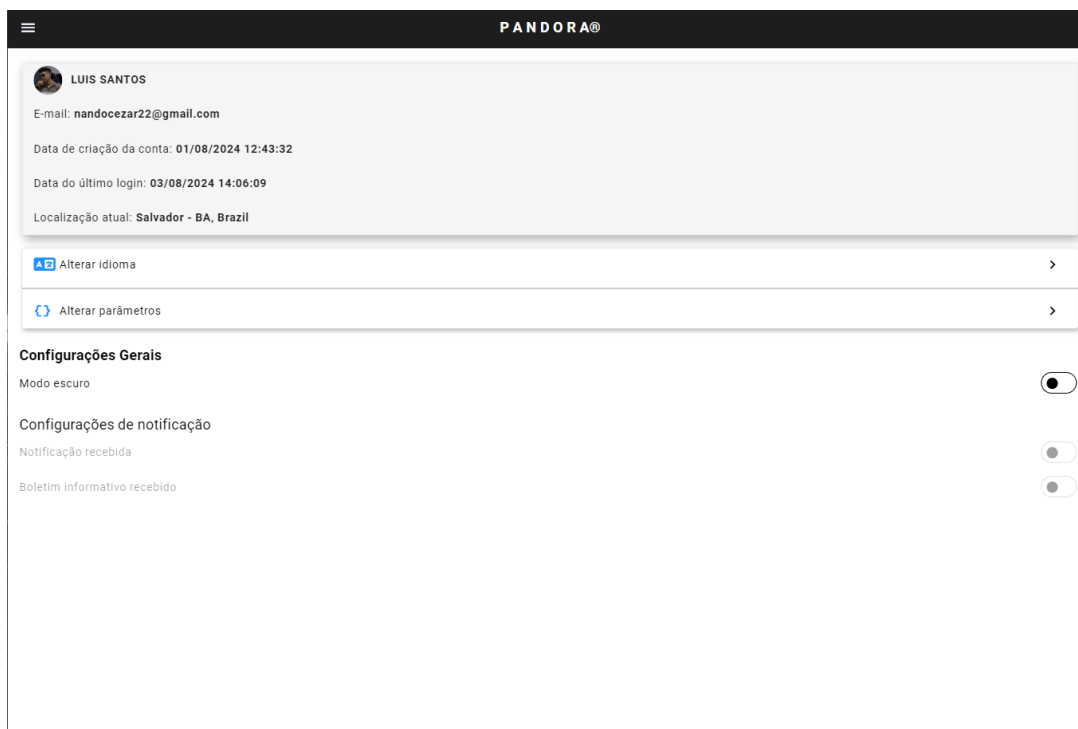 PANDORA®
LUIS SANTOS
E-mail: nandocezar22@gmail.com
Data de criação da conta: 01/08/2024 12:43:32
Data do último login: 03/08/2024 14:06:09
Localização atual: Salvador - BA, Brazil
Alterar idioma
Alterar parâmetros
Configurações Gerais
Modo escuro
Configurações de notificação
Notificação recebida
Boletim informativo recebido